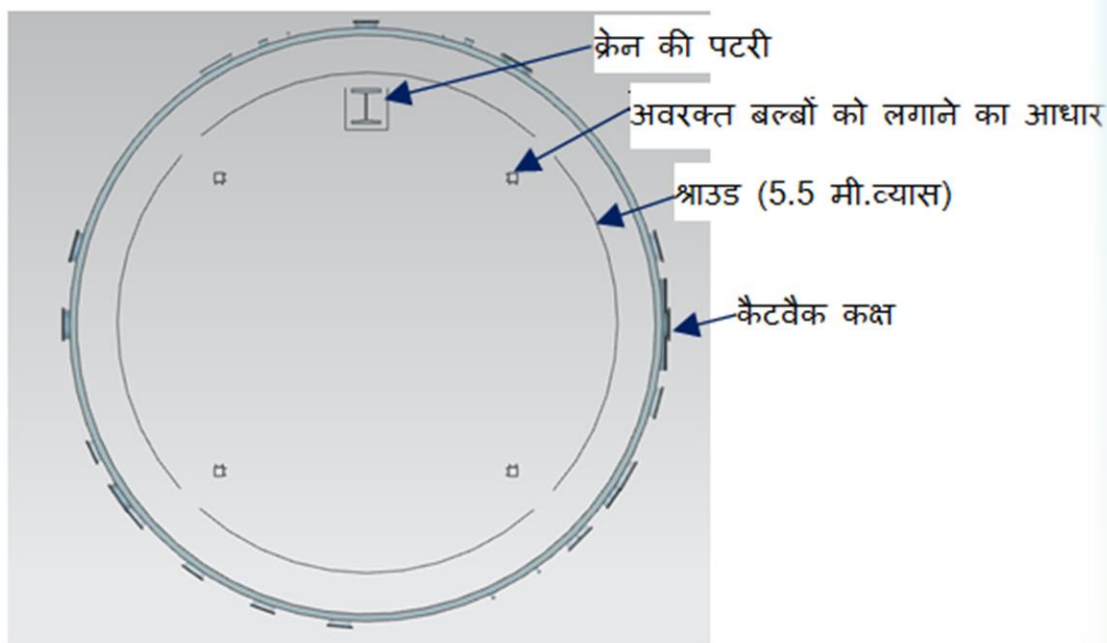 क्रेन की पटरी
अवरक्त बल्बों को लगाने का आधार
श्राउड (5.5 मी.व्यास)
कैटवैक कक्ष